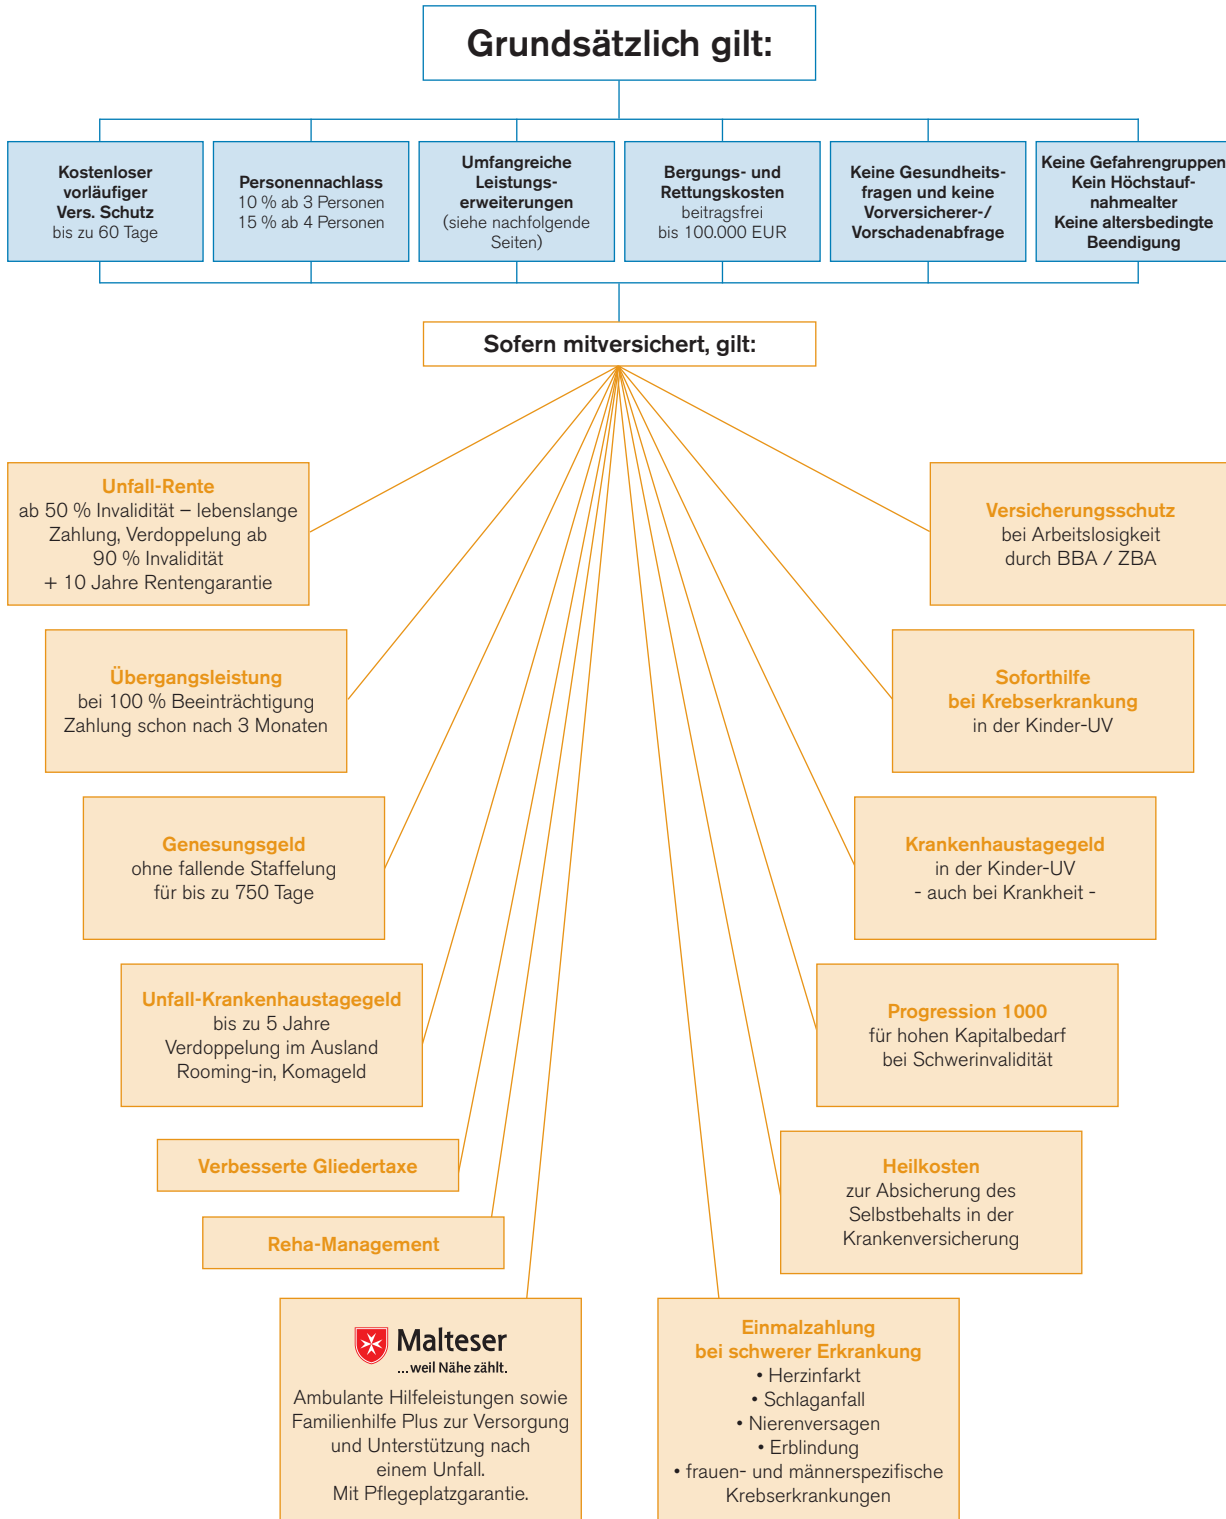 Grundsätzlich gilt:
Kostenloser
vorläufiger
Vers. Schutz
bis zu 60 Tage
Personennachlass
10 % ab 3 Personen
15 % ab 4 Personen
Umfangreiche
Leistungs-
erweiterungen
(siehe nachfolgende
Seiten)
Bergungs- und
Rettungskosten
beitragsfrei
bis 100.000 EUR
Keine Gesundheits-
fragen und keine
Vorversicherer-/
Vorschadenabfrage
Keine Gefahrengruppen
Kein Höchstauf-
nahmealter
Keine altersbedingte
Beendigung
Sofern mitversichert, gilt:
Unfall-Rente
ab 50 % Invalidität – lebenslange
Zahlung, Verdoppelung ab
90 % Invalidität
+ 10 Jahre Rentengarantie
Versicherungsschutz
bei Arbeitslosigkeit
durch BBA / ZBA
Übergangsleistung
bei 100 % Beeinträchtigung
Zahlung schon nach 3 Monaten
Soforthilfe
bei Krebserkrankung
in der Kinder-UV
Genesungsgeld
ohne fallende Staffelung
für bis zu 750 Tage
Krankenhaustagegeld
in der Kinder-UV
- auch bei Krankheit -
Unfall-Krankenhaustagegeld
bis zu 5 Jahre
Verdoppelung im Ausland
Rooming-in, Komageld
Progression 1000
für hohen Kapitalbedarf
bei Schwerinvalidität
Verbesserte Gliedertaxe
Heilkosten
zur Absicherung des
Selbstbehalts in der
Krankenversicherung
Reha-Management
Malteser
...weil Nähe zählt.
Ambulante Hilfeleistungen sowie
Familienhilfe Plus zur Versorgung
und Unterstützung nach
einem Unfall.
Mit Pflegeplatzgarantie.
Einmalzahlung
bei schwerer Erkrankung
• Herzinfarkt
• Schlaganfall
• Nierenversagen
• Erblindung
• frauen- und männerspezifische
Krebserkrankungen